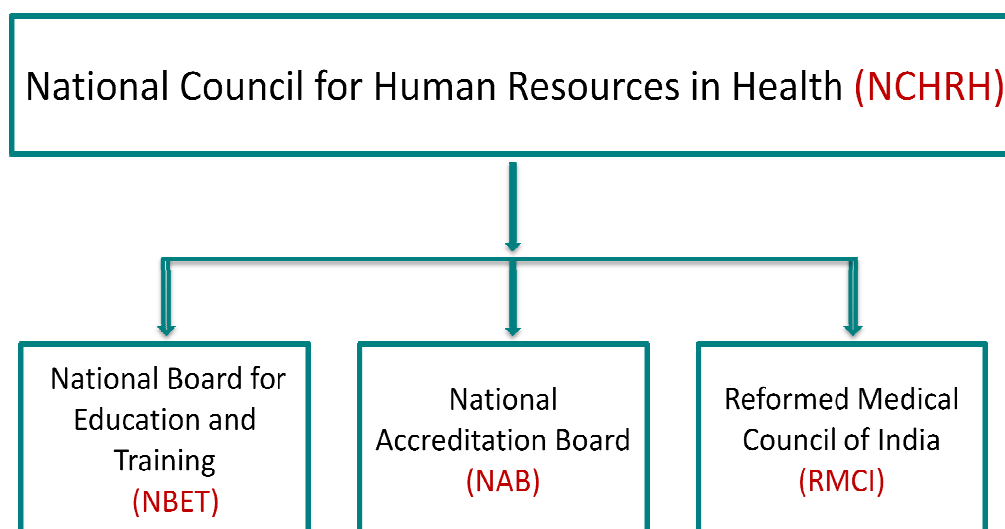 National Council for Human Resources in Health (NCHRH)
National Board for
Education and
Training
(NBET)
National
Accreditation Board
(NAB)
Reformed Medical
Council of India
(RMCI)